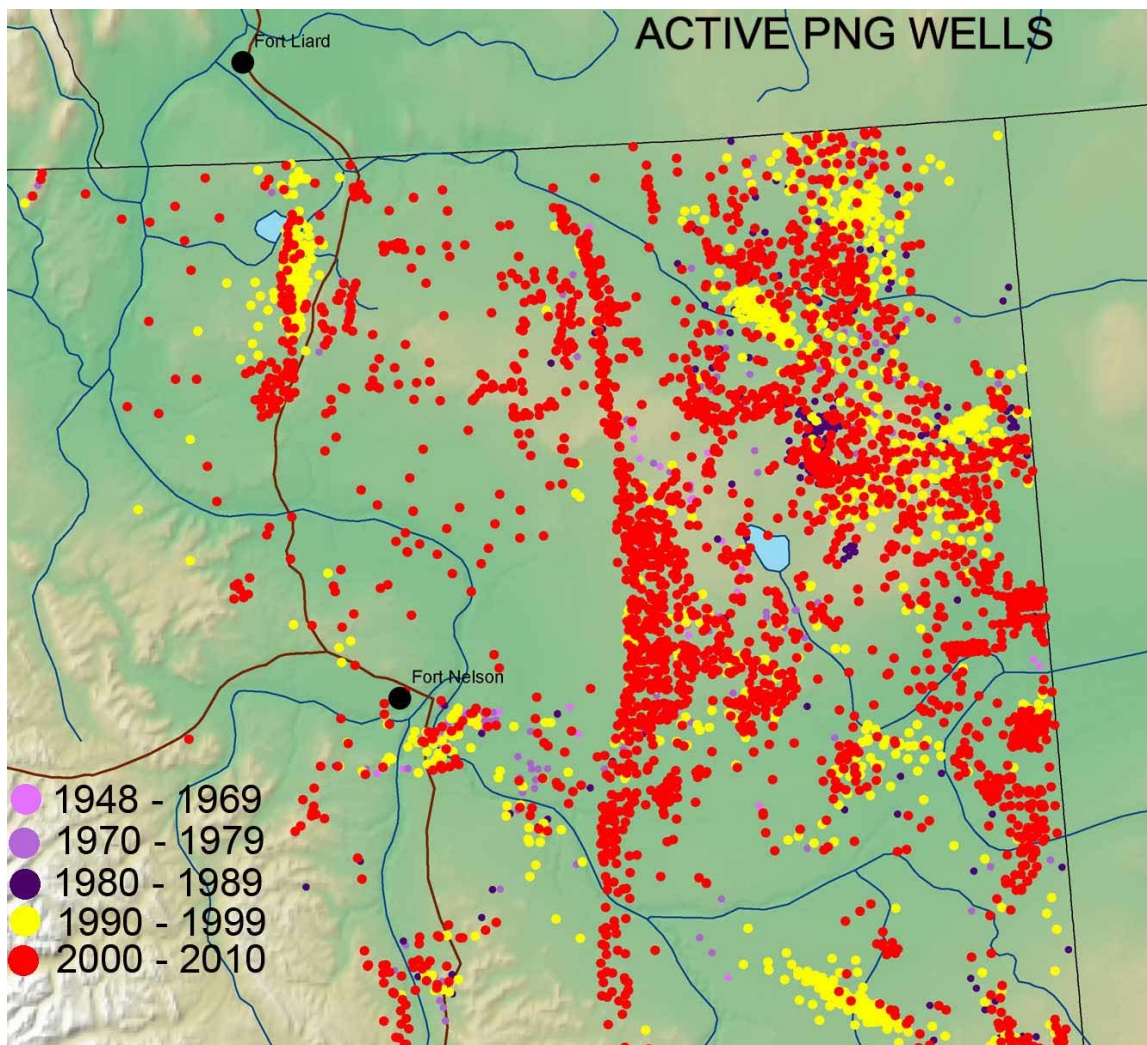 Fort Liard
ACTIVE PNG WELLS
Fort Nelson
1948 - 1969
1970 - 1979
1980 - 1989
1990 - 1999
2000 - 2010